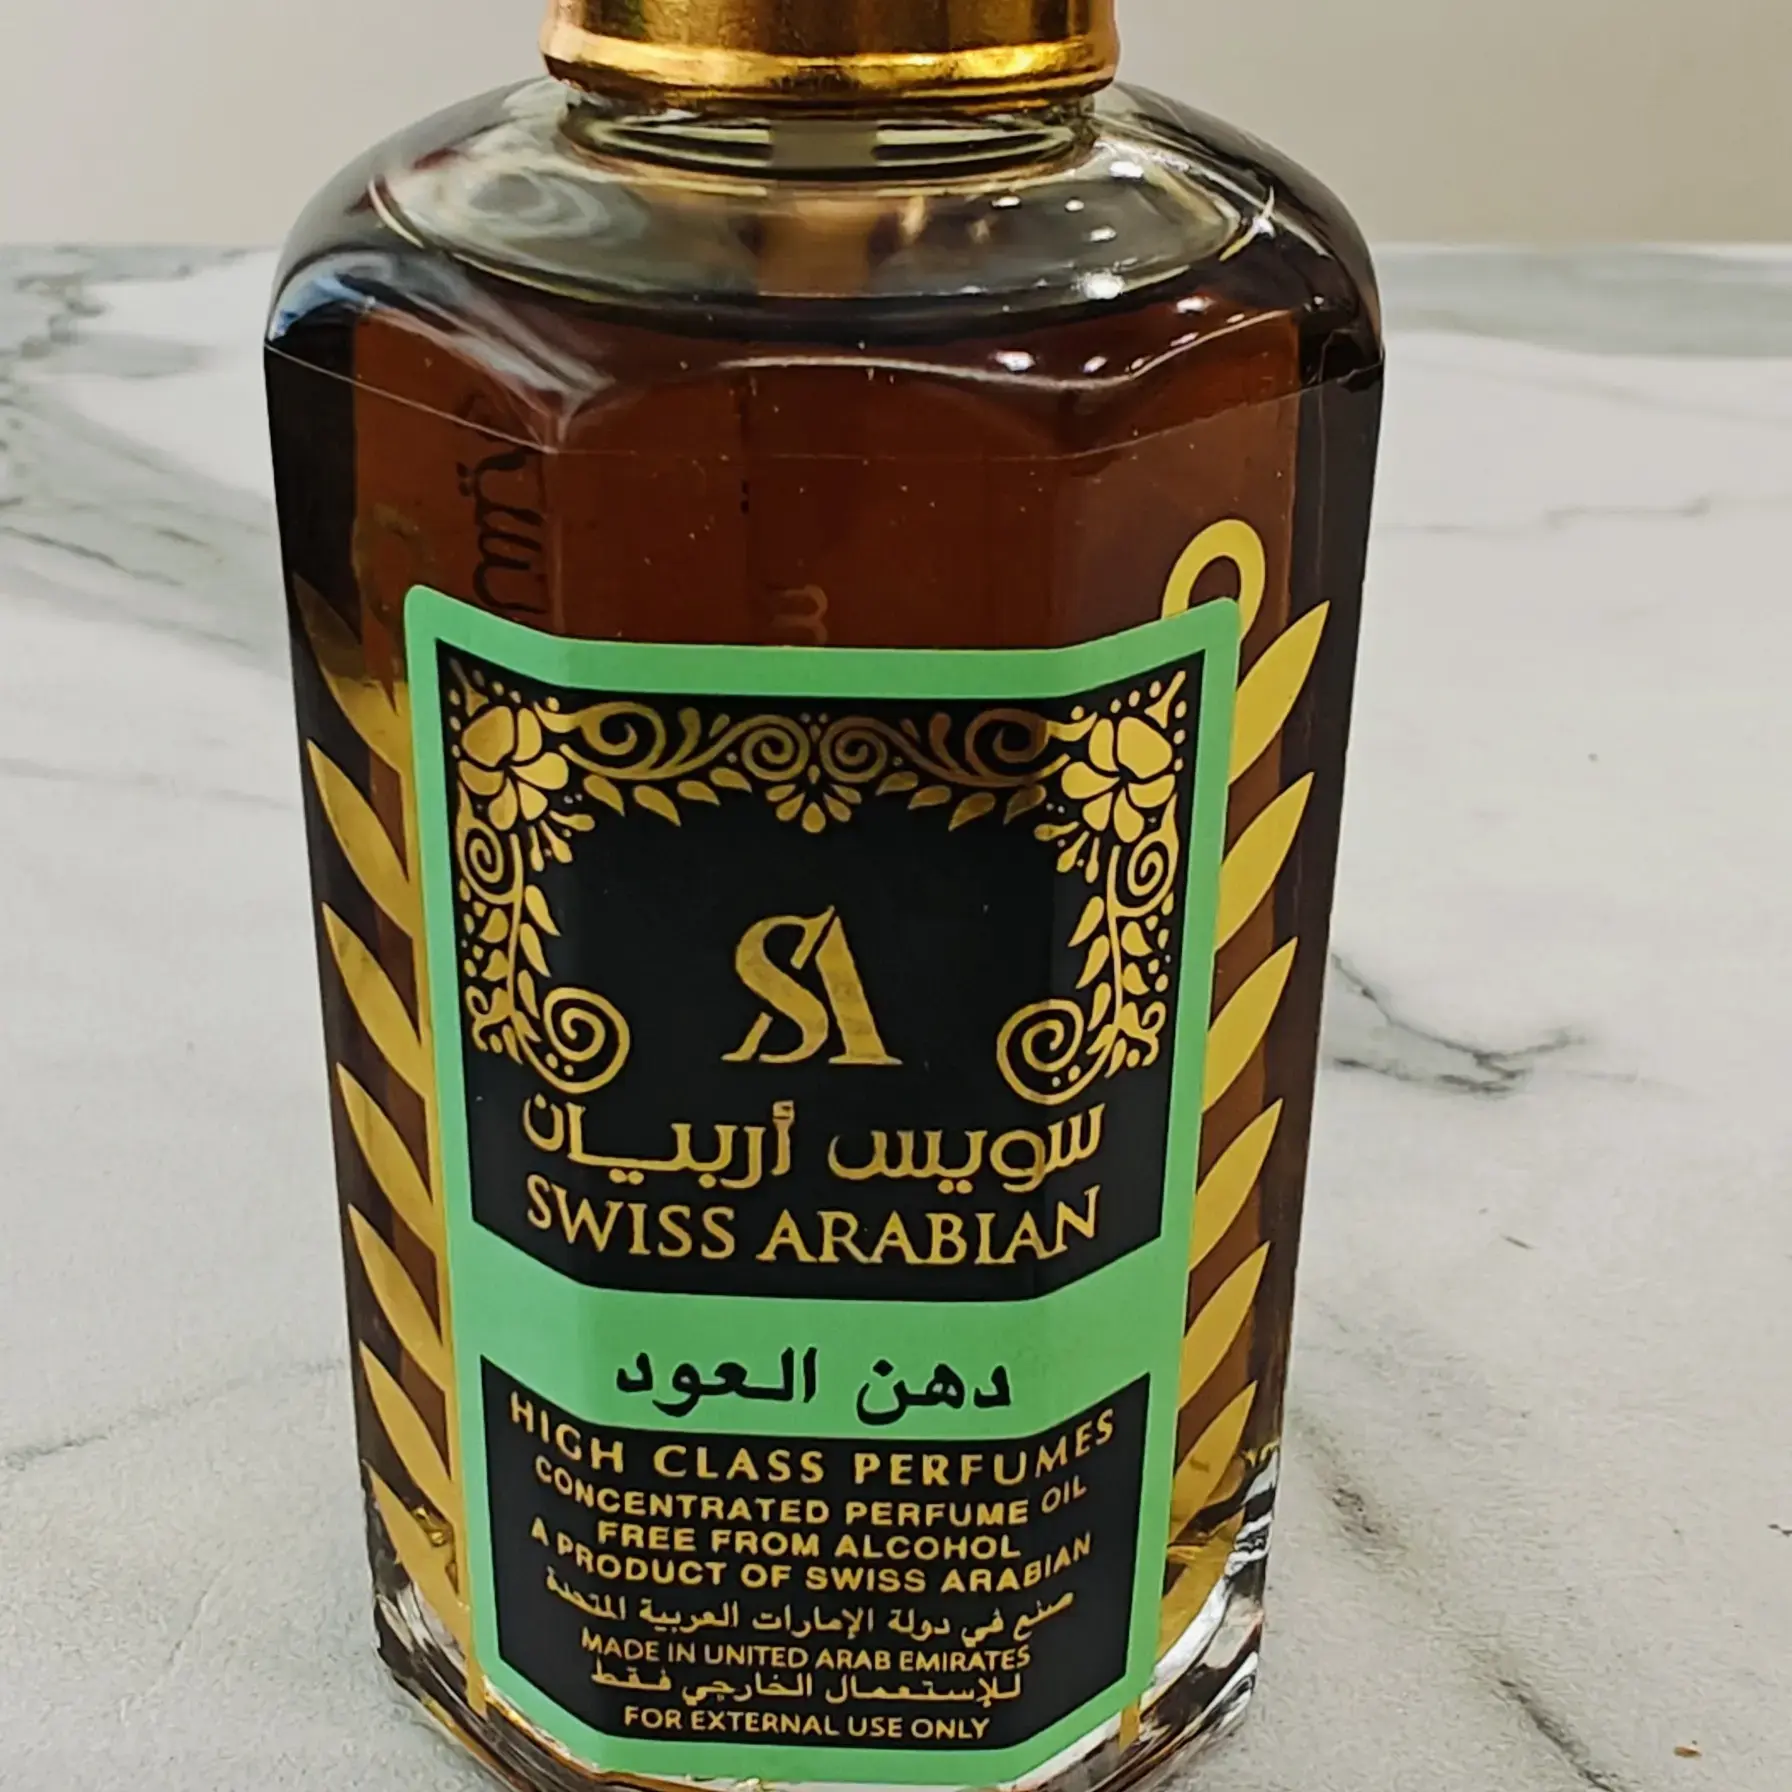 SA
سويس أربيان
SWISS ARABIAN
دهن العود
HIGH CLASS PERFUMES
CONCENTRATED PERFUME OIL
FREE FROM ALCOHOL
A PRODUCT OF SWISS ARABIAN
صنع في دولة الإمارات العربية المتحدة
MADE IN UNITED ARAB EMIRATES
للإستعمال الخارجي فقط
FOR EXTERNAL USE ONLY